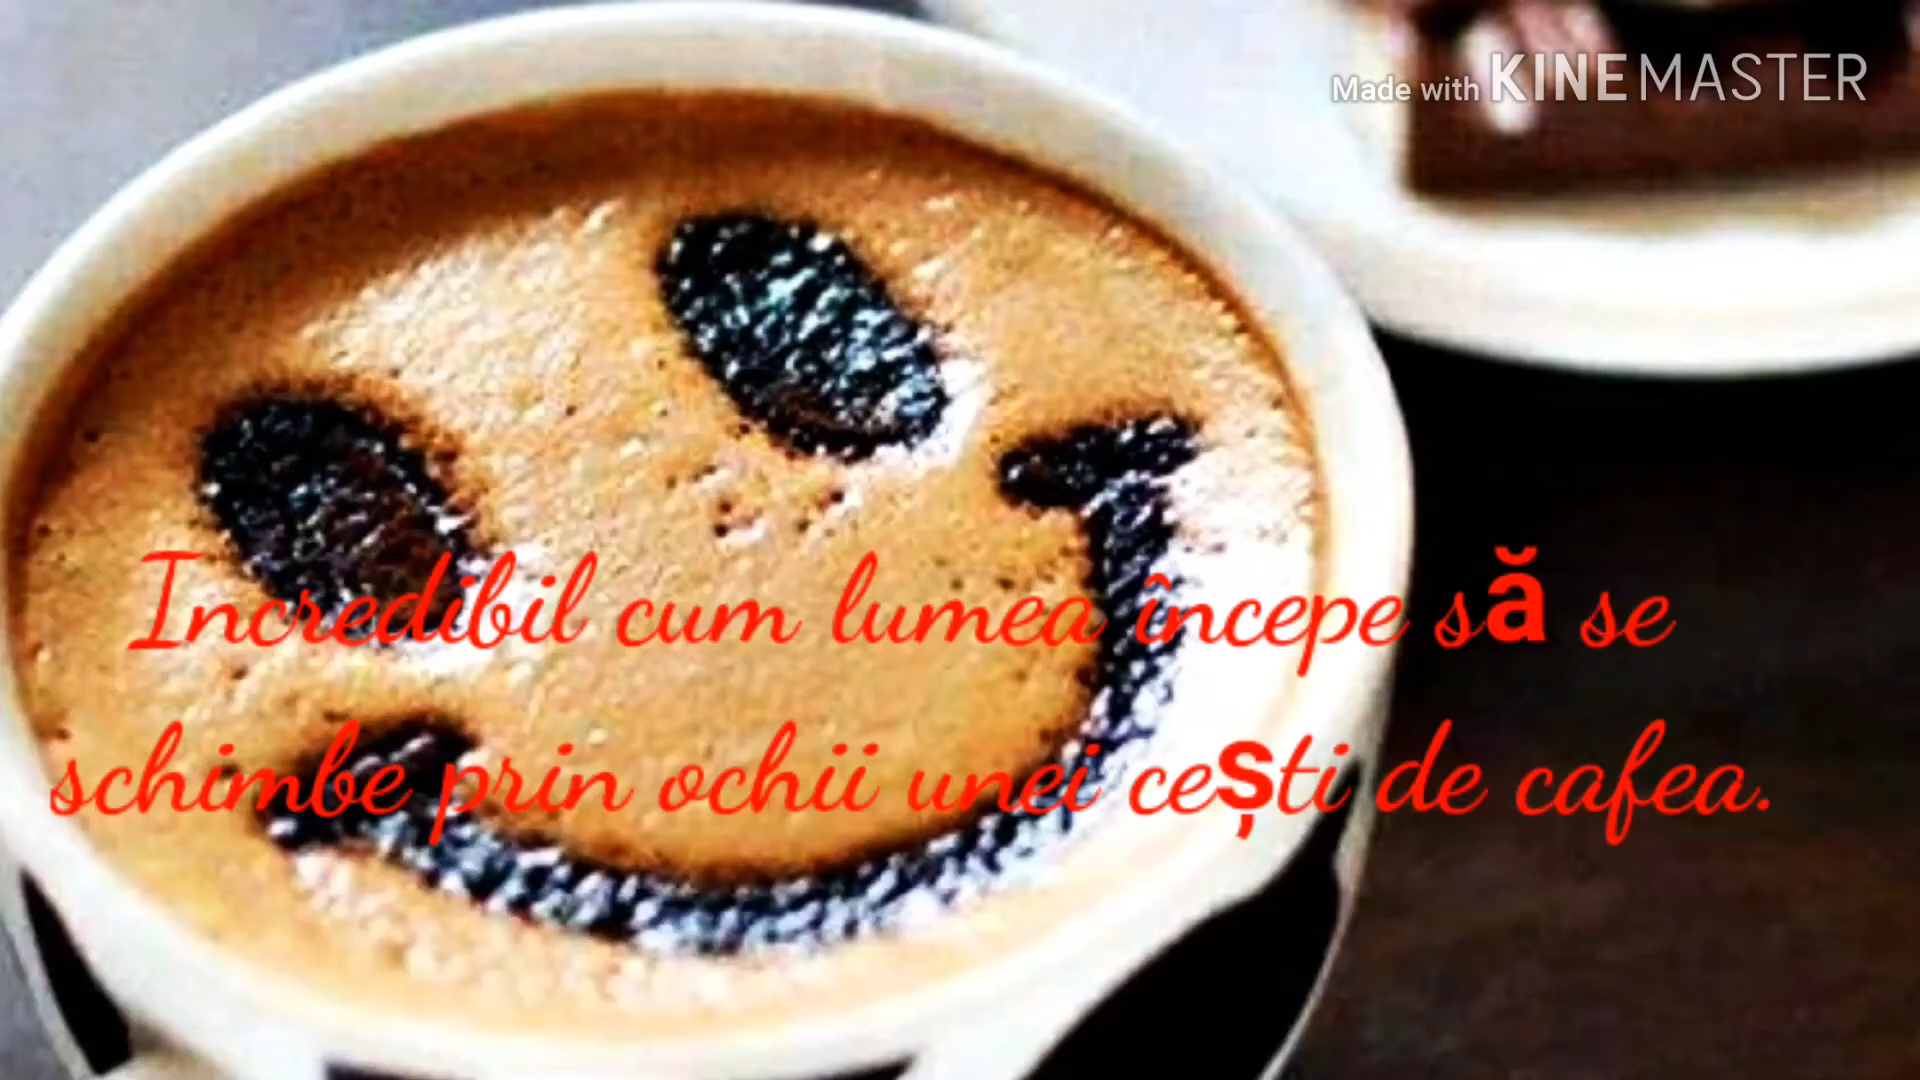 Made with KINEMASTER
Incredibil cum lumea începe să se
schimbe prin ochii unei cești de cafea.